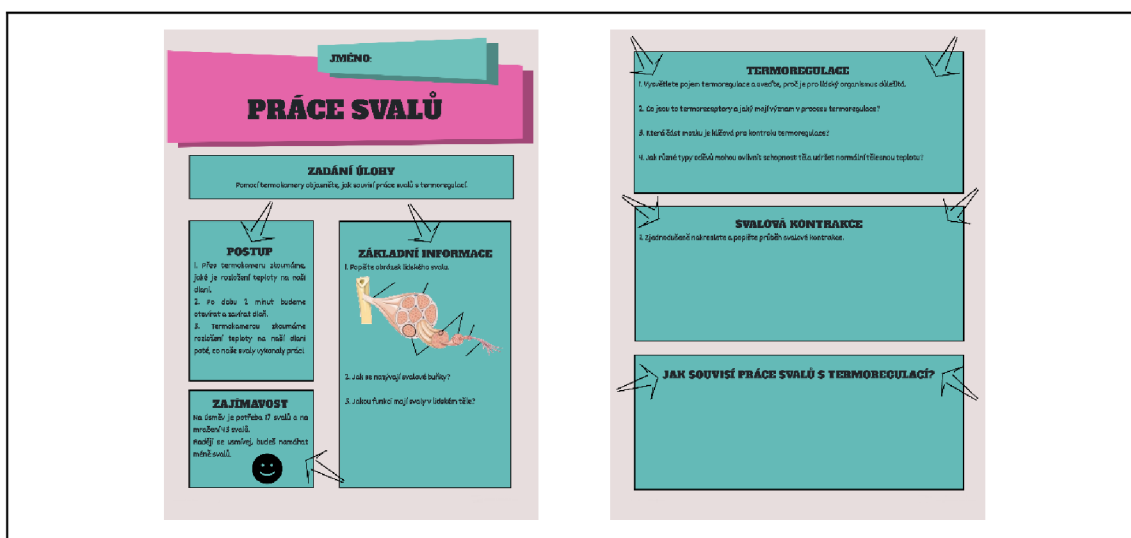 JMÉNO:
PRÁCE SVALŮ
ZADÁNÍ ÚLOHY
Pomocí termokamery objasněte, jak souvisí práce svalů s termoregulací.
POSTUP
1. Přes termokameru zkoumáme,
jaké je rozložení teploty na naší
dlani.
2. Po dobu 2 minut budeme
otevírat a zavírat dlaň.
3. Termokamerou zkoumáme
rozložení teploty na naší dlani
poté, co naše svaly vykonaly práci.
ZAJÍMAVOST
Na úsměv je potřeba 17 svalů a na
mračení 43 svalů.
Raději se usmívej, budeš namáhat
méně svalů.
ZÁKLADNÍ INFORMACE
1. Popište obrázek lidského svalu.
2. Jak se nazývají svalové buňky?
3. Jakou funkci mají svaly v lidském těle?
TERMOREGULACE
1. Vysvětlete pojem termoregulace a uveďte, proč je pro lidský organismus důležitá.
2. Co jsou to termoreceptory a jaký mají význam v procesu termoregulace?
3. Která část mozku je klíčová pro kontrolu termoregulace?
4. Jak různé typy oděvů mohou ovlivnit schopnost těla udržet normální tělesnou teplotu?
SVALOVÁ KONTRAKCE
1. Zjednodušeně nakreslete a popište průběh svalové kontrakce.
JAK SOUVISÍ PRÁCE SVALŮ S TERMOREGULACÍ?